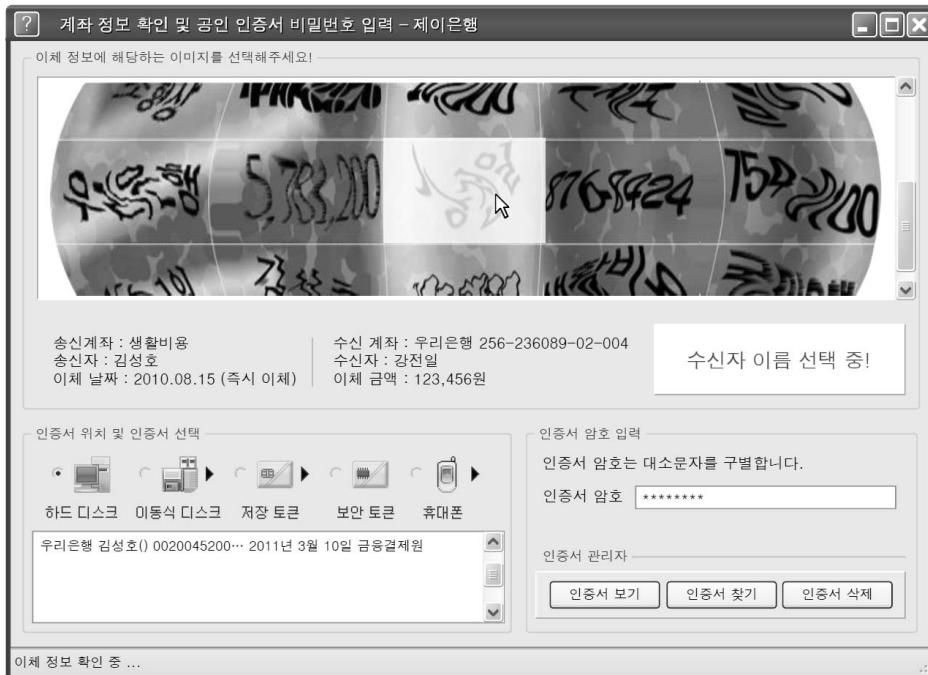 계좌 정보 확인 및 공인 인증서 비밀번호 입력 – 제이은행
이체 정보에 해당하는 이미지를 선택해주세요!
5,783,200
876-8424
송신계좌 : 생활비용
송신자 : 김성호
이체 날짜 : 2010.08.15 (즉시 이체)
수신 계좌 : 우리은행 256-236089-02-004
수신자 : 강전일
이체 금액 : 123,456원
수신자 이름 선택 중!
인증서 위치 및 인증서 선택
하드 디스크 이동식 디스크 저장 토큰 보안 토큰 휴대폰
우리은행 김성호() 0020045200… 2011년 3월 10일 금융결제원
인증서 암호 입력
인증서 암호는 대소문자를 구별합니다.
인증서 암호 ********
인증서 관리자
인증서 보기 인증서 찾기 인증서 삭제
이체 정보 확인 중 ...